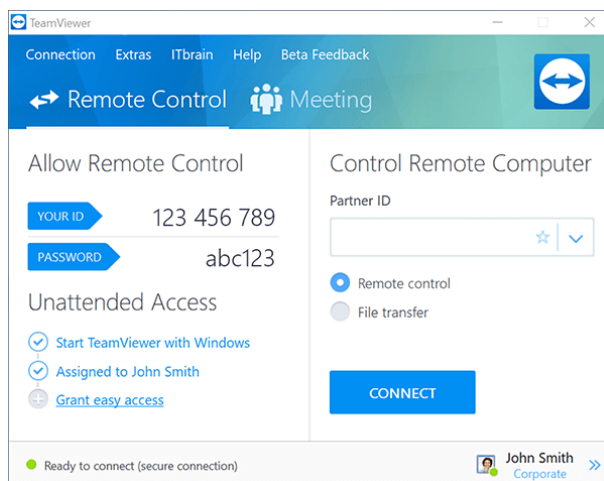 TeamViewer
Connection Extras ITbrain Help Beta Feedback
Remote Control Meeting
Allow Remote Control
YOUR ID 123 456 789
PASSWORD abc123
Unattended Access
Start TeamViewer with Windows
Assigned to John Smith
Grant easy access
Control Remote Computer
Partner ID
Remote control
File transfer
CONNECT
Ready to connect (secure connection)
John Smith
Corporate